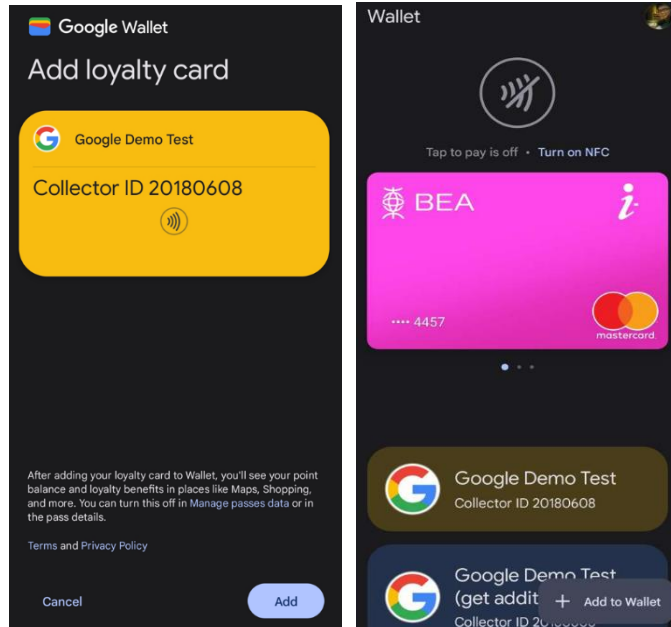 Google Wallet
Add loyalty card
Google Demo Test
Collector ID 20180608
After adding your loyalty card to Wallet, you'll see your point
balance and loyalty benefits in places like Maps, Shopping,
and more. You can turn this off in Manage passes data or in
the pass details.
Terms and Privacy Policy
Cancel
Add
Wallet
Tap to pay is off • Turn on NFC
BEA
i-
•••• 4457
mastercard
Google Demo Test
Collector ID 20180608
Google Demo Test
(get addit
+ Add to Wallet
Collector ID